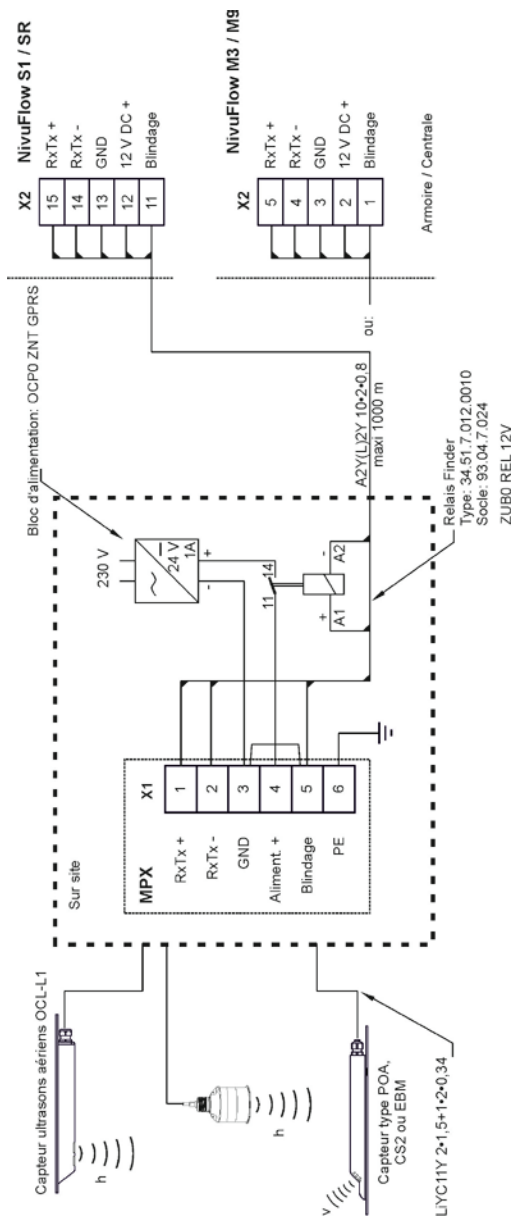 Capteur ultrasons aériens OCL-L1
h
h
v
Capteur type POA,
CS2 ou EBM
LiYC11Y 2•1,5+1•2•0,34
Sur site
MPX
X1
RxTx +
1
RxTx -
2
GND
3
Aliment. +
4
Blindage
5
PE
6
Bloc d'alimentation: OCP0 ZNT GPRS
230 V
24 V
1A
-
+
11
14
+
-
A1
A2
Relais Finder
Type: 34.51.7.012.0010
Socle: 93.04.7.024
ZUB0 REL 12V
A2Y(L)2Y 10•2•0,8
maxi 1000 m
ou:
X2
NivuFlow S1 / SR
15
RxTx +
14
RxTx -
13
GND
12
12 V DC +
11
Blindage
X2
NivuFlow M3 / M9
5
RxTx +
4
RxTx -
3
GND
2
12 V DC +
1
Blindage
Armoire / Centrale